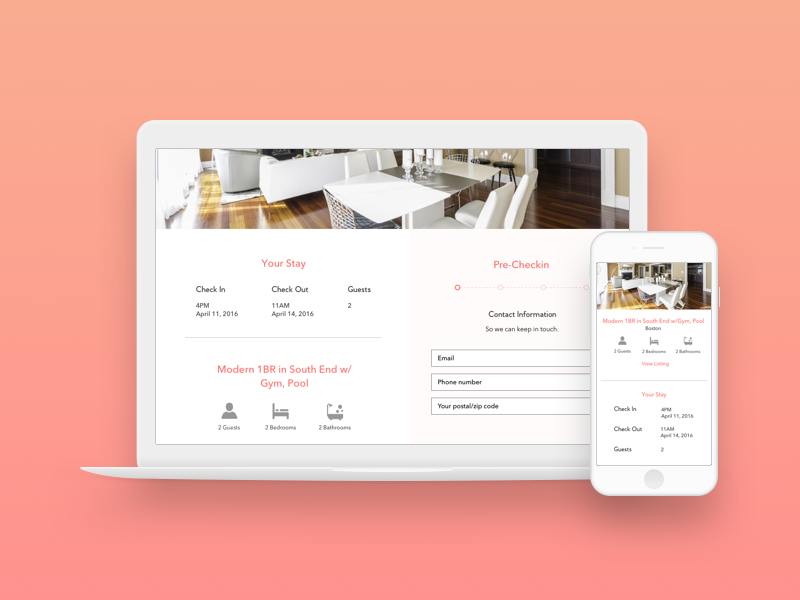 Your Stay
Check In
Check Out
Guests
4PM
April 11, 2016
11AM
April 14, 2016
2
Modern 1BR in South End w/
Gym, Pool
2 Guests
2 Bedrooms
2 Bathrooms
Pre-Checkin
Contact Information
So we can keep in touch.
Email
Phone number
Your postal/zip code
Modern 1BR in South End w/Gym, Pool
Boston
2 Guests
2 Bedrooms
2 Bathrooms
View Listing
Your Stay
Check In
4PM
April 11, 2016
Check Out
11AM
April 14, 2016
Guests
2